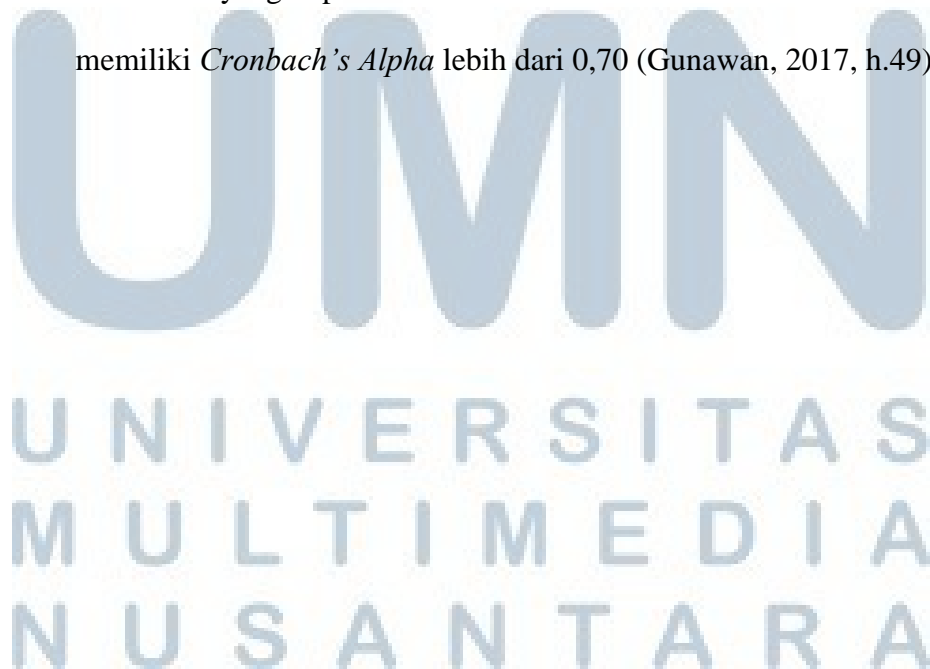 memiliki Cronbach's Alpha lebih dari 0,70 (Gunawan, 2017, h.49)
UMN
UNIVERSITAS
MULTIMEDIA
NUSANTARA